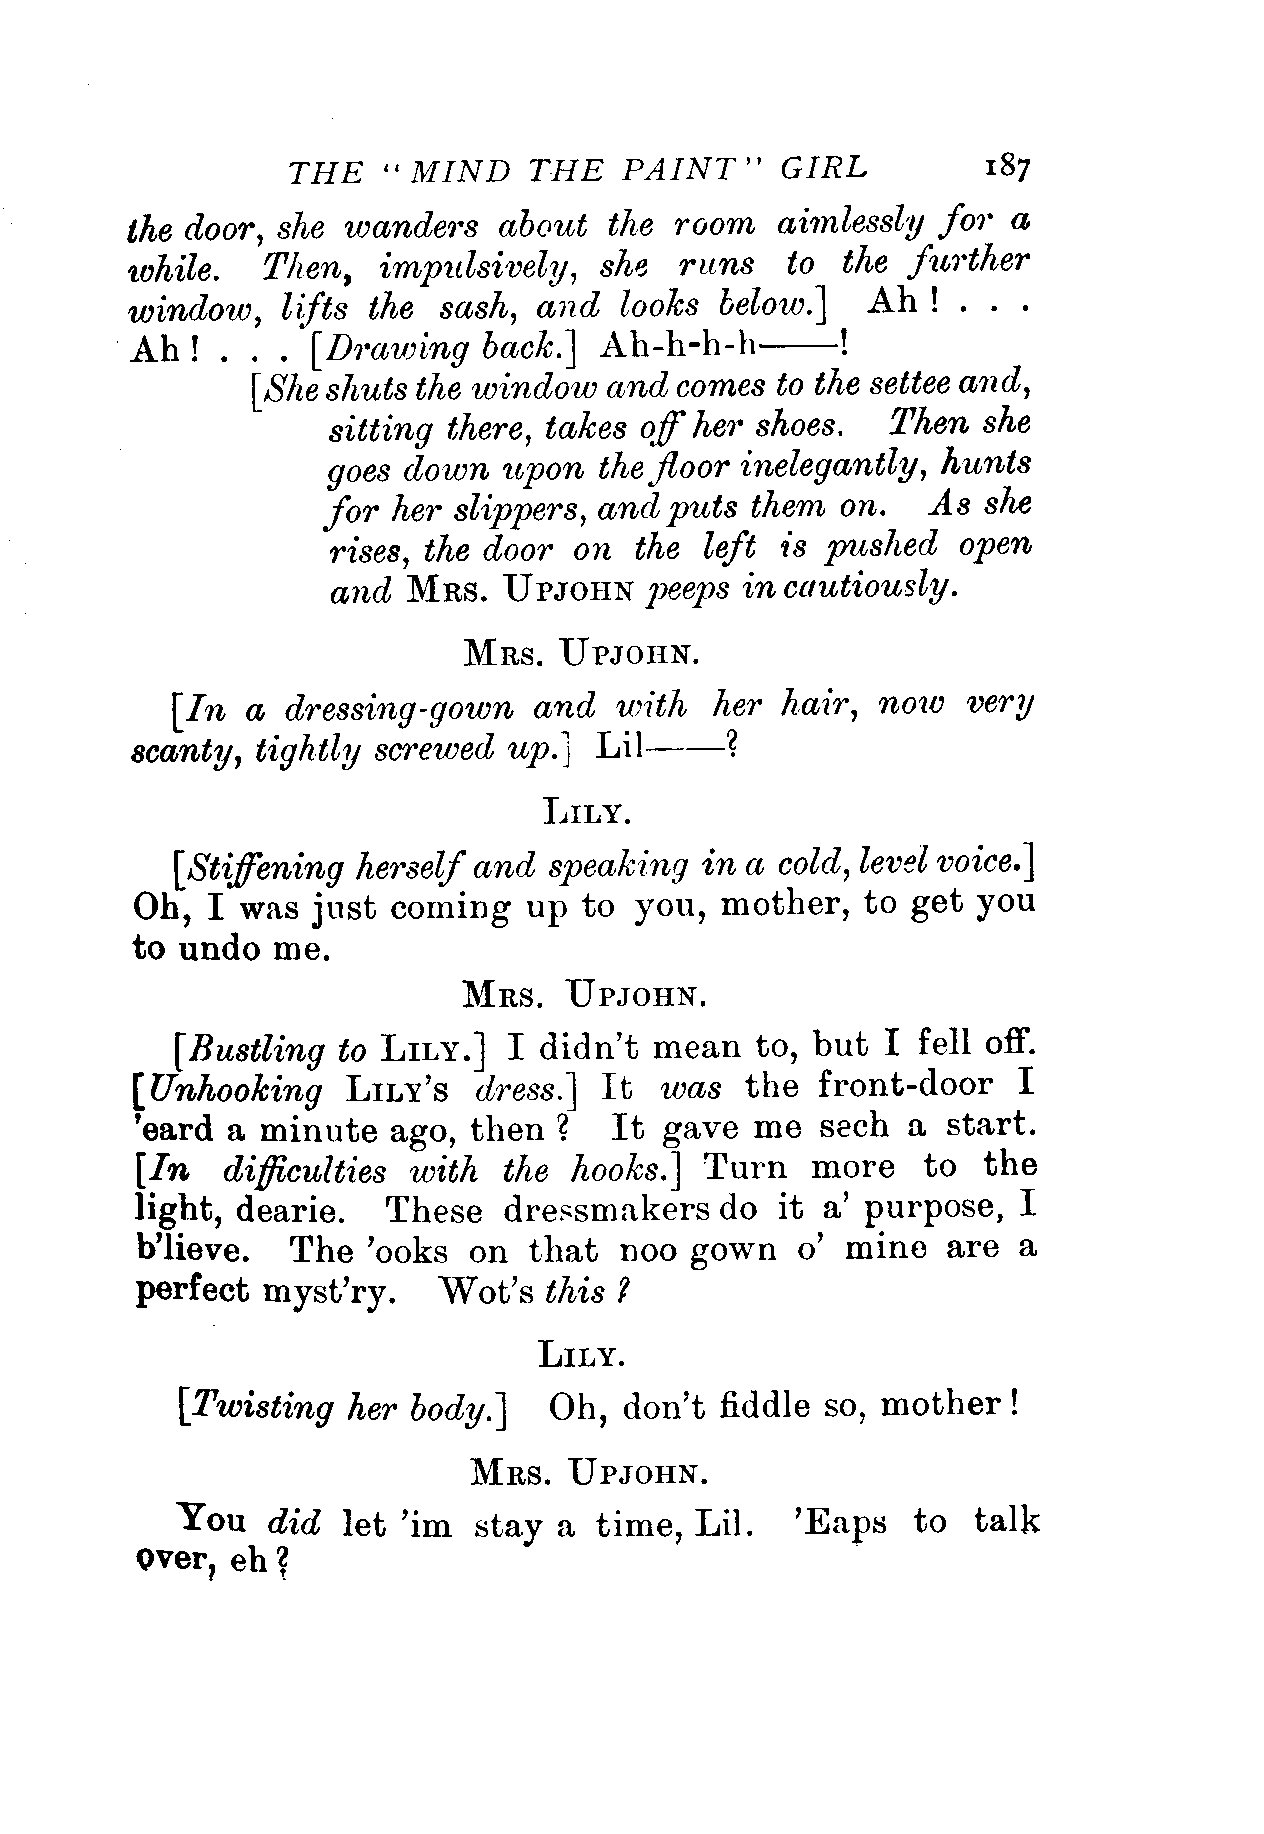 THE "MIND THE PAINT" GIRL 187
the door, she wanders about the room aimlessly for a
while. Then, impulsively, she runs to the further
window, lifts the sash, and looks below.] Ah! . . .
Ah! . . . [Drawing back.] Ah-h-h-h——!
[She shuts the window and comes to the settee and,
sitting there, takes off her shoes. Then she
goes down upon the floor inelegantly, hunts
for her slippers, and puts them on. As she
rises, the door on the left is pushed open
and MRS. UPJOHN peeps in cautiously.
MRS. UPJOHN.
[In a dressing-gown and with her hair, now very
scanty, tightly screwed up.] Lil——?
LILY.
[Stiffening herself and speaking in a cold, level voice.]
Oh, I was just coming up to you, mother, to get you
to undo me.
MRS. UPJOHN.
[Bustling to LILY.] I didn't mean to, but I fell off.
[Unhooking LILY'S dress.] It was the front-door I
'eard a minute ago, then? It gave me sech a start.
[In difficulties with the hooks.] Turn more to the
light, dearie. These dressmakers do it a' purpose, I
b'lieve. The 'ooks on that noo gown o' mine are a
perfect myst'ry. Wot's this?
LILY.
[Twisting her body.] Oh, don't fiddle so, mother!
MRS. UPJOHN.
You did let 'im stay a time, Lil. 'Eaps to talk
over, eh?